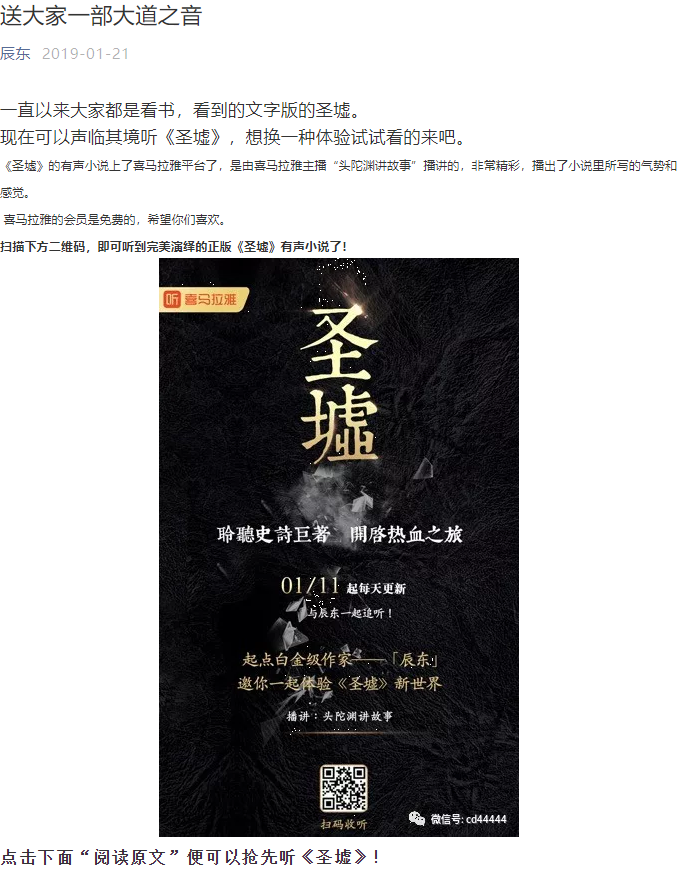 送大家一部大道之音
辰东 2019-01-21
一直以来大家都是看书，看到的文字版的圣墟。
现在可以声临其境听《圣墟》，想换一种体验试试看的来吧。
《圣墟》的有声小说上了喜马拉雅平台了，是由喜马拉雅主播“头陀渊讲故事”播讲的，非常精彩，播出了小说里所写的气势和
感觉。
喜马拉雅的会员是免费的，希望你们喜欢。
扫描下方二维码，即可听到完美演绎的正版《圣墟》有声小说了!
听 喜马拉雅
圣
墟
聆聽史詩巨著 開啓热血之旅
01/11 起每天更新
与辰东一起追听！
起点白金级作家——「辰东」
邀你一起体验《圣墟》新世界
播讲：头陀渊讲故事
扫码收听
微信号: cd44444
点击下面“阅读原文”便可以抢先听《圣墟》!